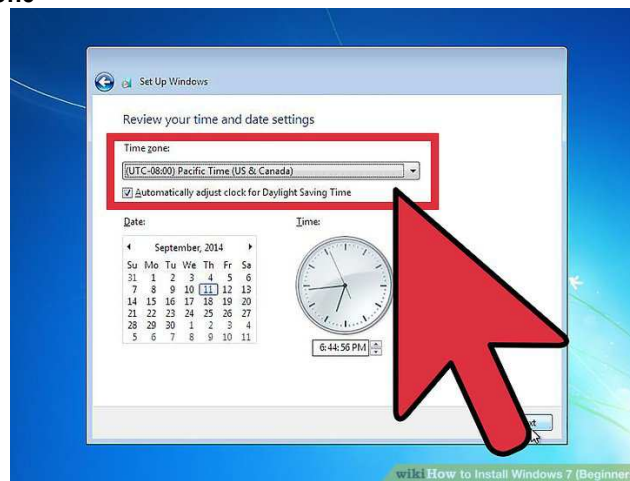 Set Up Windows
Review your time and date settings
Time zone:
(UTC-08:00) Pacific Time (US & Canada)
Automatically adjust clock for Daylight Saving Time
Date:
Time:
September, 2014
Su Mo Tu We Th Fr Sa
31 1 2 3 4 5 6
7 8 9 10 11 12 13
14 15 16 17 18 19 20
21 22 23 24 25 26 27
28 29 30 1 2 3 4
5 6 7 8 9 10 11
6:44:56 PM
xt
wikiHow to Install Windows 7 (Beginner